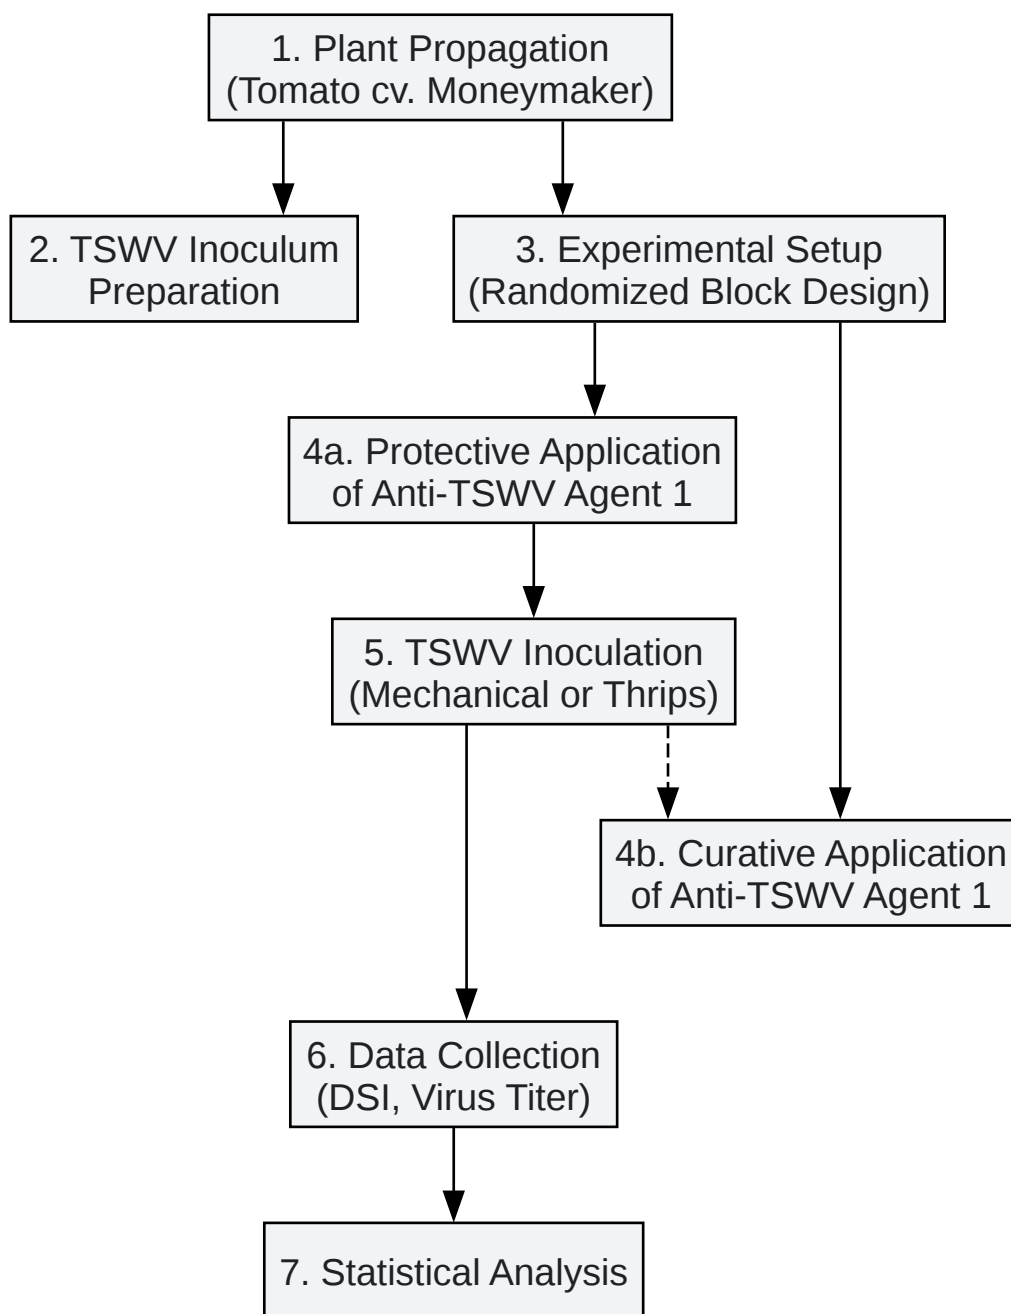 1. Plant Propagation
(Tomato cv. Moneymaker)
2. TSWV Inoculum
Preparation
3. Experimental Setup
(Randomized Block Design)
4a. Protective Application
of Anti-TSWV Agent 1
5. TSWV Inoculation
(Mechanical or Thrips)
4b. Curative Application
of Anti-TSWV Agent 1
6. Data Collection
(DSI, Virus Titer)
7. Statistical Analysis